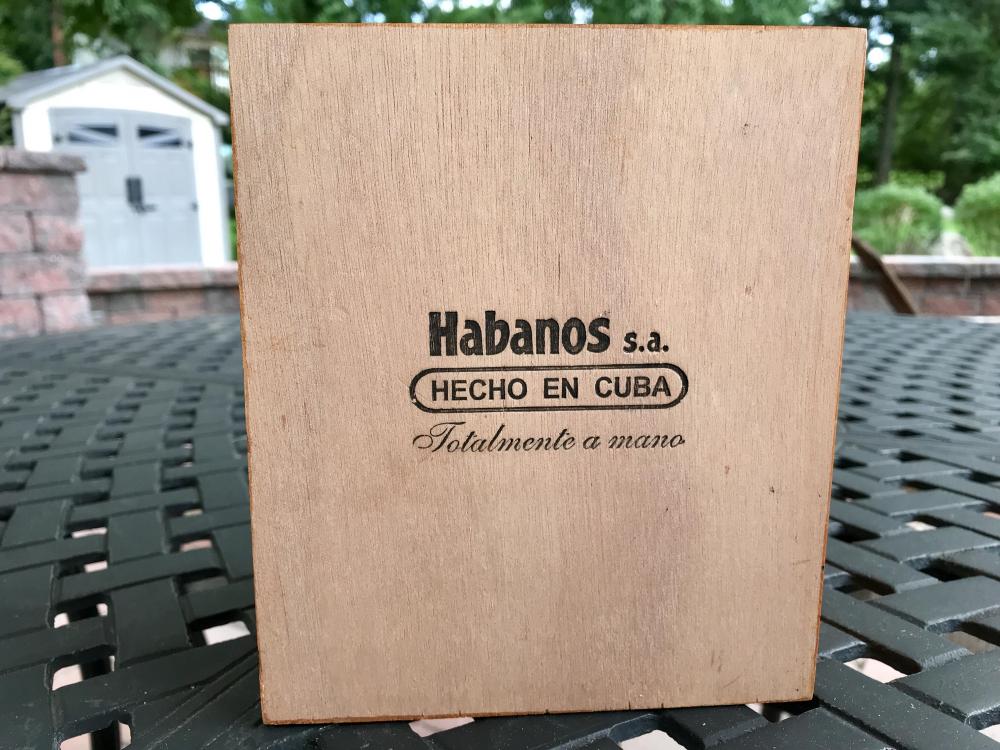 Habanos s.a.
HECHO EN CUBA
Totalmente a mano